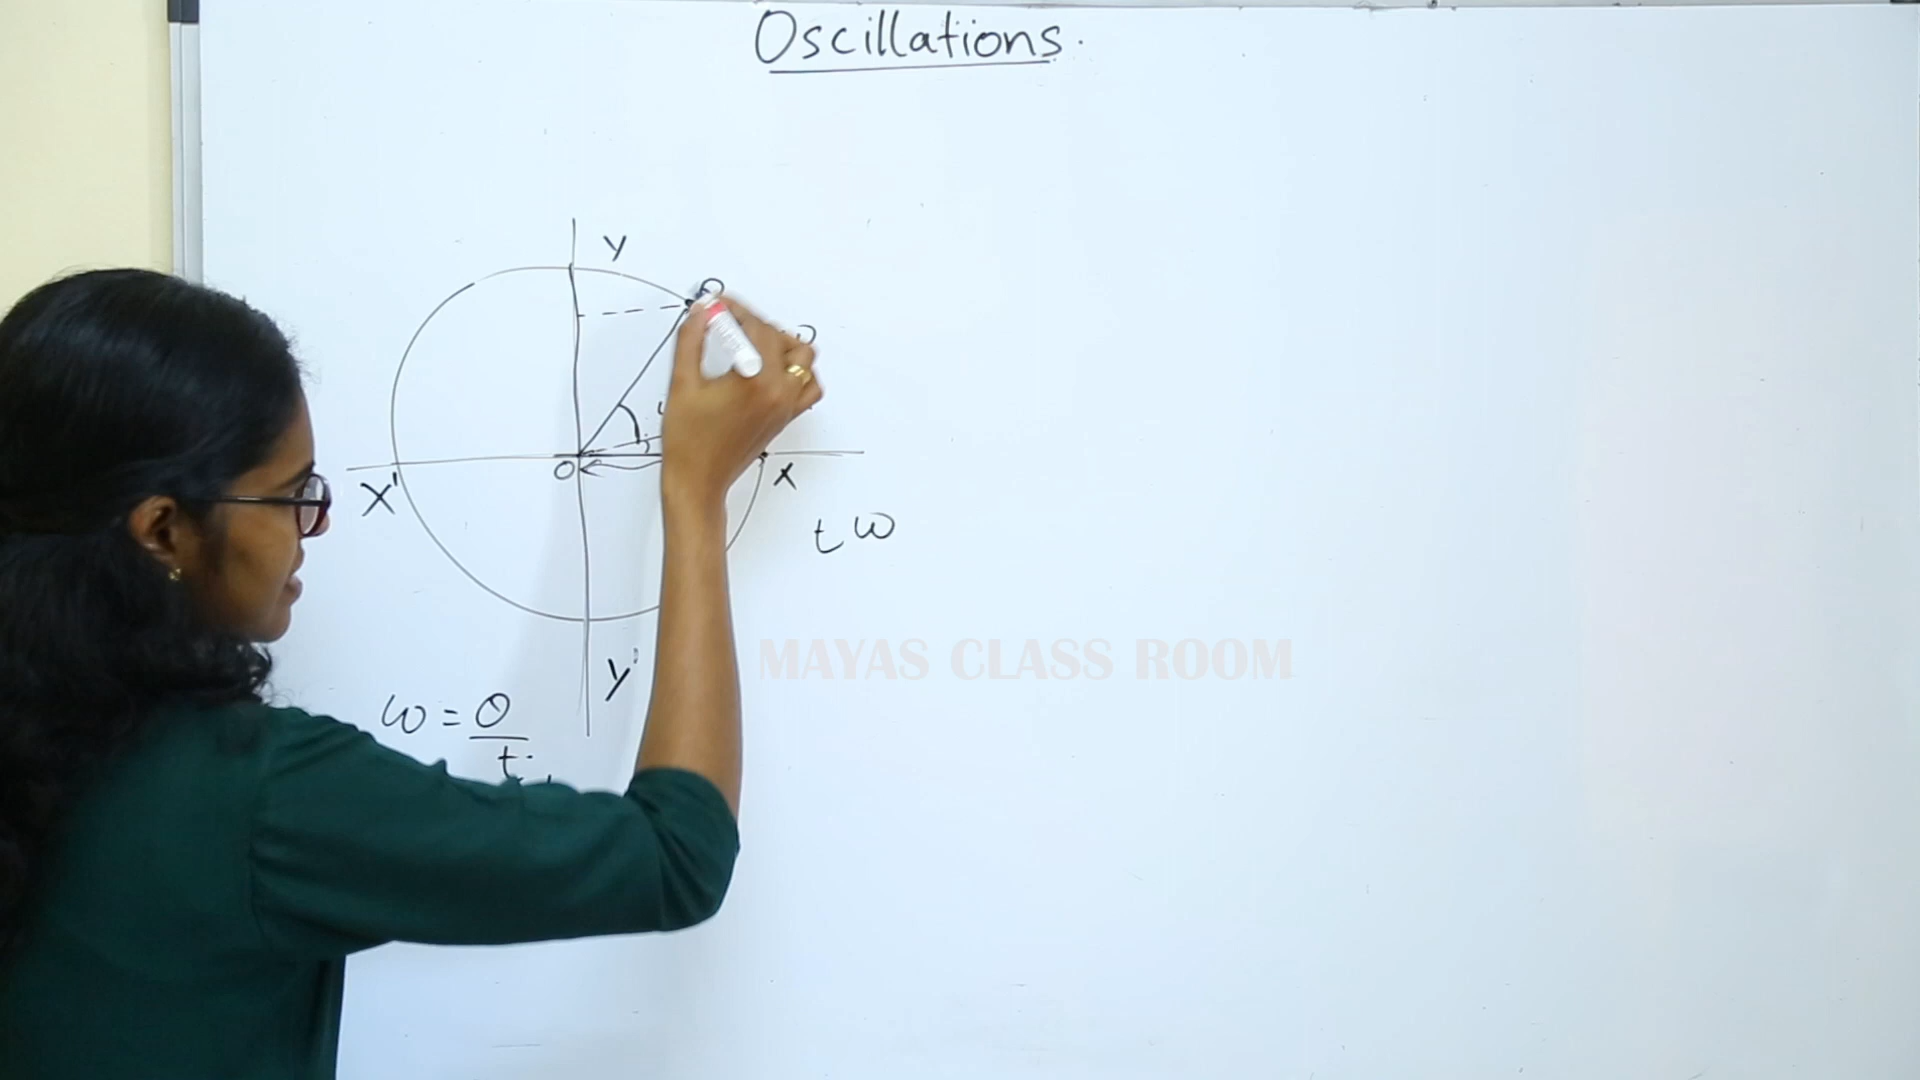 Oscillations.
Y
P
ω
O
X
X'
tω
MAYAS CLASS ROOM
Y'
ω = θ
t